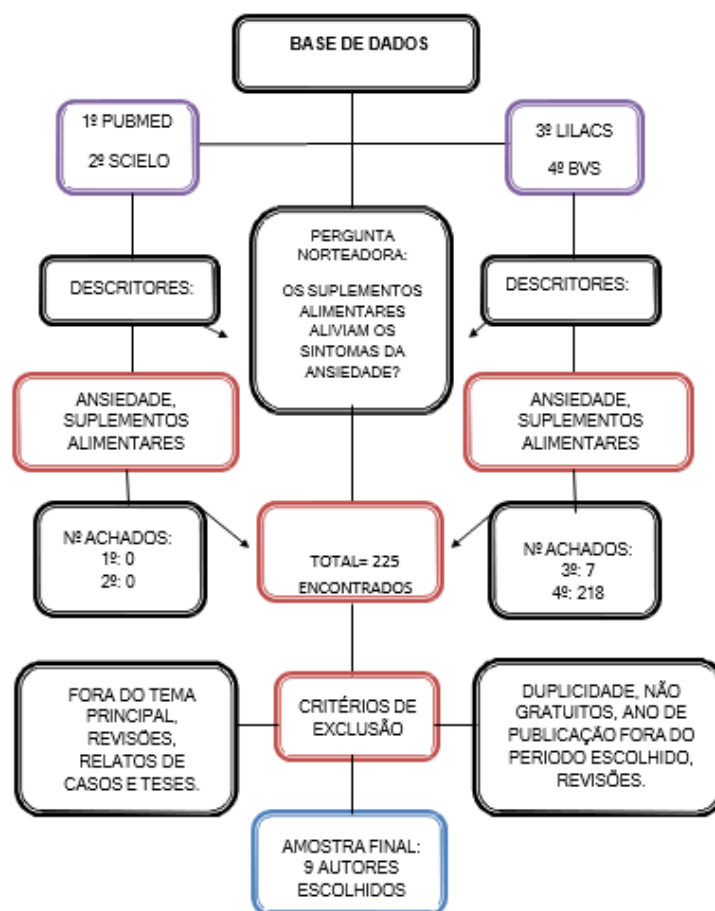 BASE DE DADOS
1º PUBMED
2º SCIELO
3º LILACS
4º BVS
PERGUNTA
NORTEADORA:
OS SUPLEMENTOS
ALIMENTARES
ALIVIAM OS
SINTOMAS DA
ANSIEDADE?
DESCRITORES:
DESCRITORES:
ANSIEDADE,
SUPLEMENTOS
ALIMENTARES
ANSIEDADE,
SUPLEMENTOS
ALIMENTARES
Nº ACHADOS:
1º: 0
2º: 0
TOTAL= 225
ENCONTRADOS
Nº ACHADOS:
3º: 7
4º: 218
FORA DO TEMA
PRINCIPAL,
REVISÕES,
RELATOS DE
CASOS E TESES.
CRITÉRIOS DE
EXCLUSÃO
DUPLICIDADE, NÃO
GRATUITOS, ANO DE
PUBLICAÇÃO FORA DO
PERIODO ESCOLHIDO,
REVISÕES.
AMOSTRA FINAL:
9 AUTORES
ESCOLHIDOS